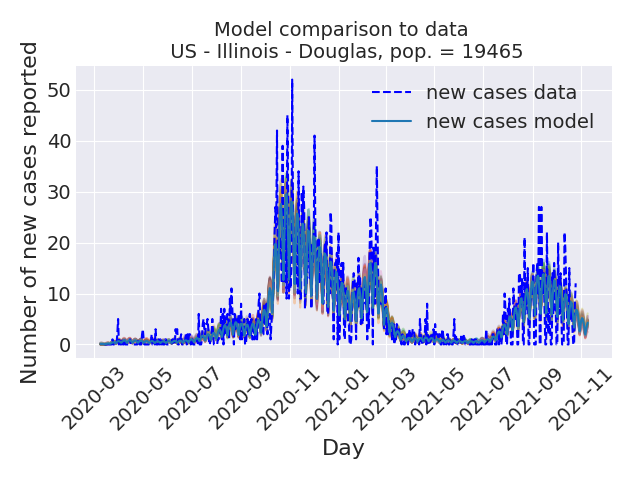 Model comparison to data
US - Illinois - Douglas, pop. = 19465
Number of new cases reported
50
40
30
20
10
0
new cases data
new cases model
2020-03
2020-05
2020-07
2020-09
2020-11
2021-01
2021-03
2021-05
2021-07
2021-09
2021-11
Day